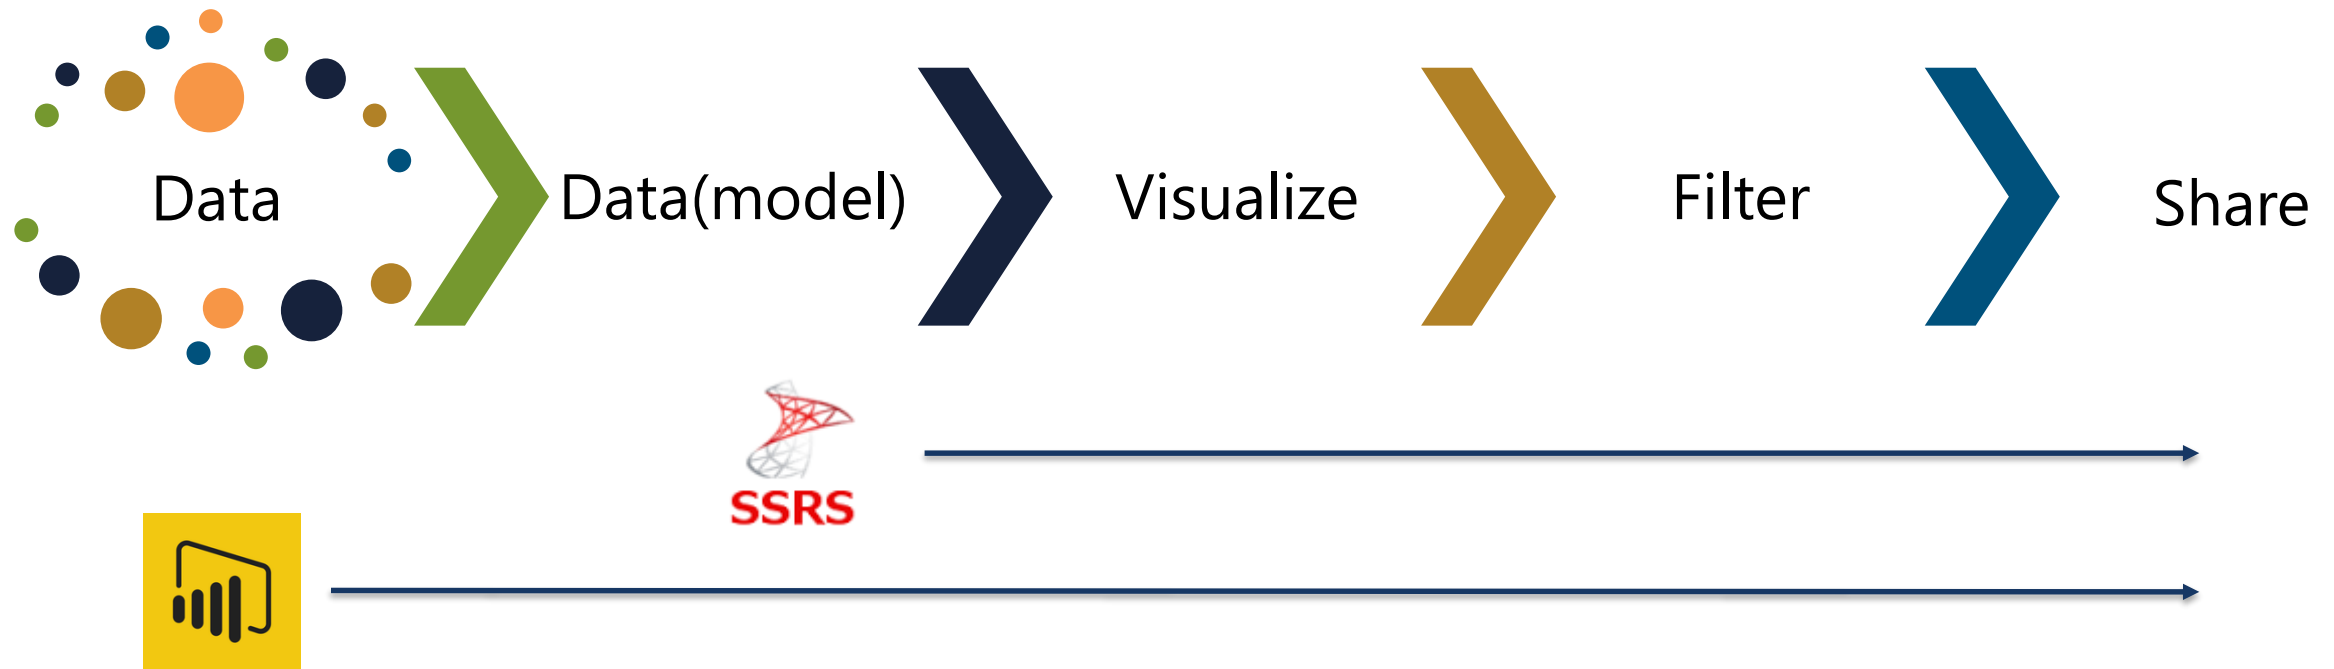 Data
Data(model)
Visualize
Filter
Share
SSRS